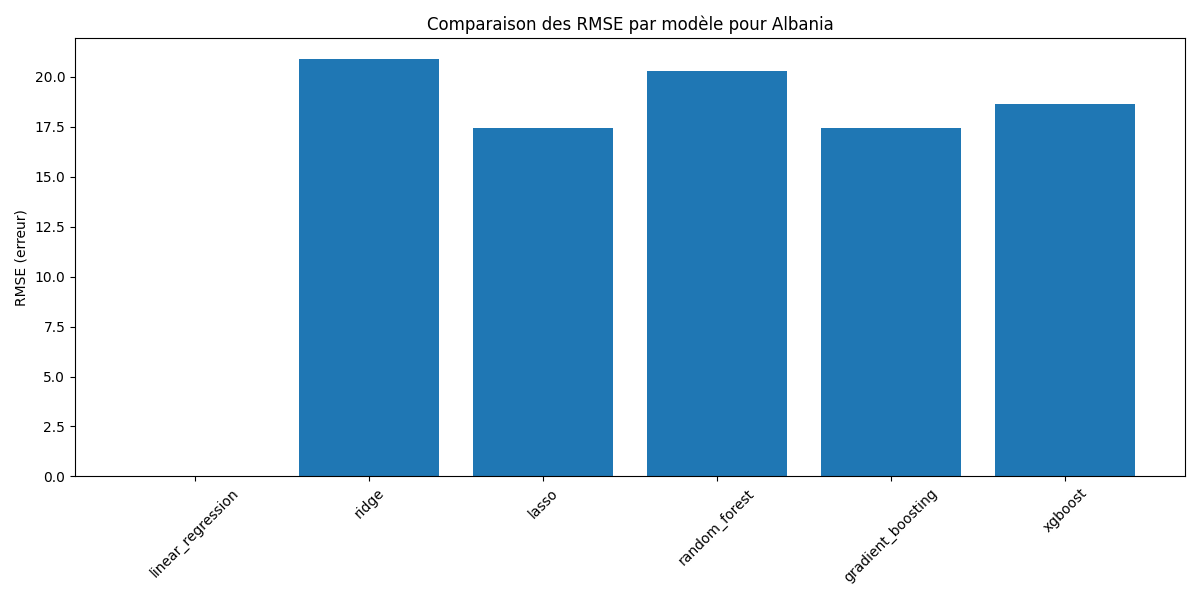 Comparaison des RMSE par modèle pour Albania
RMSE (erreur)
20.0
17.5
15.0
12.5
10.0
7.5
5.0
2.5
0.0
linear_regression
ridge
lasso
random_forest
gradient_boosting
xgboost